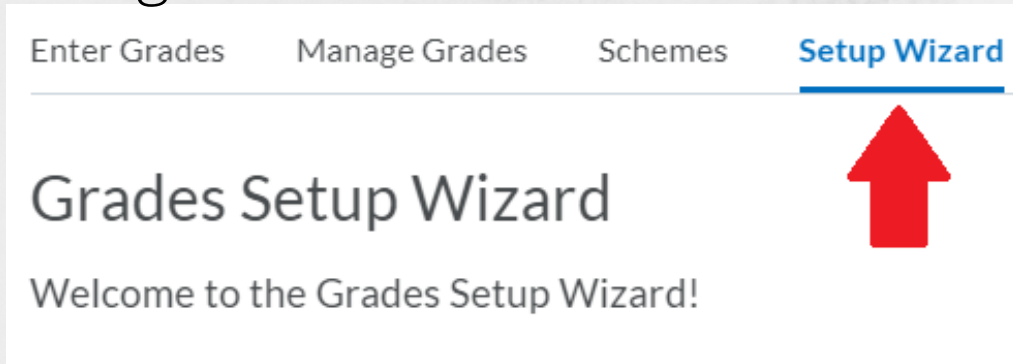 Enter Grades Manage Grades Schemes Setup Wizard
Grades Setup Wizard
Welcome to the Grades Setup Wizard!